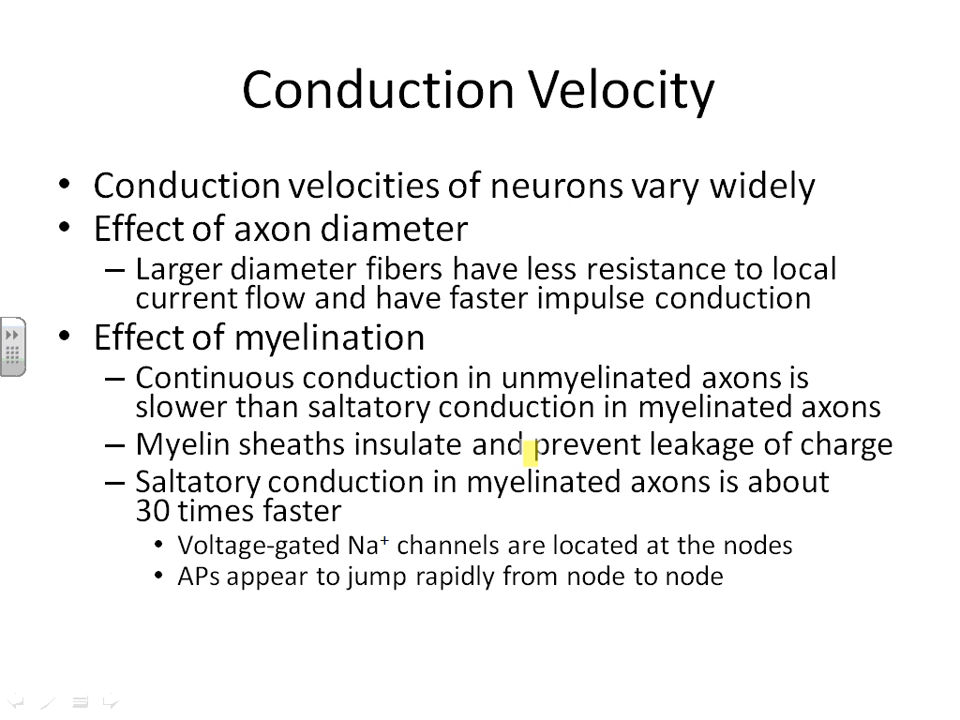 Conduction Velocity
• Conduction velocities of neurons vary widely
• Effect of axon diameter
– Larger diameter fibers have less resistance to local
current flow and have faster impulse conduction
• Effect of myelination
– Continuous conduction in unmyelinated axons is
slower than saltatory conduction in myelinated axons
– Myelin sheaths insulate and prevent leakage of charge
– Saltatory conduction in myelinated axons is about
30 times faster
• Voltage-gated Na⁺ channels are located at the nodes
• APs appear to jump rapidly from node to node